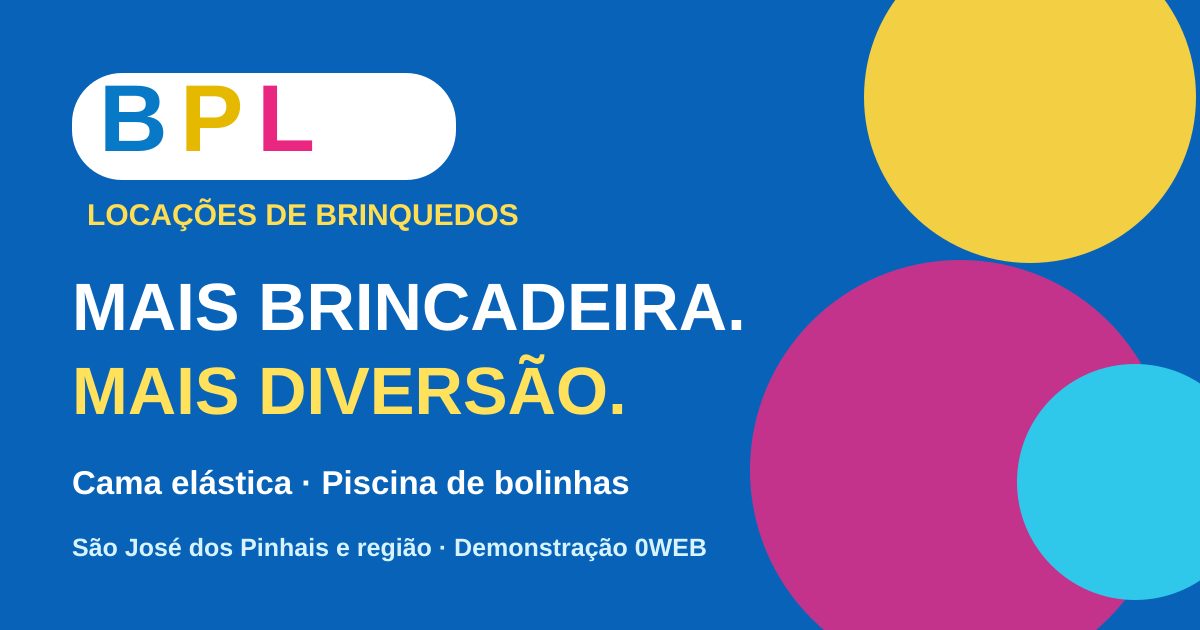 BPL
LOCAÇÕES DE BRINQUEDOS
MAIS BRINCADEIRA.
MAIS DIVERSÃO.
Cama elástica · Piscina de bolinhas
São José dos Pinhais e região · Demonstração 0WEB